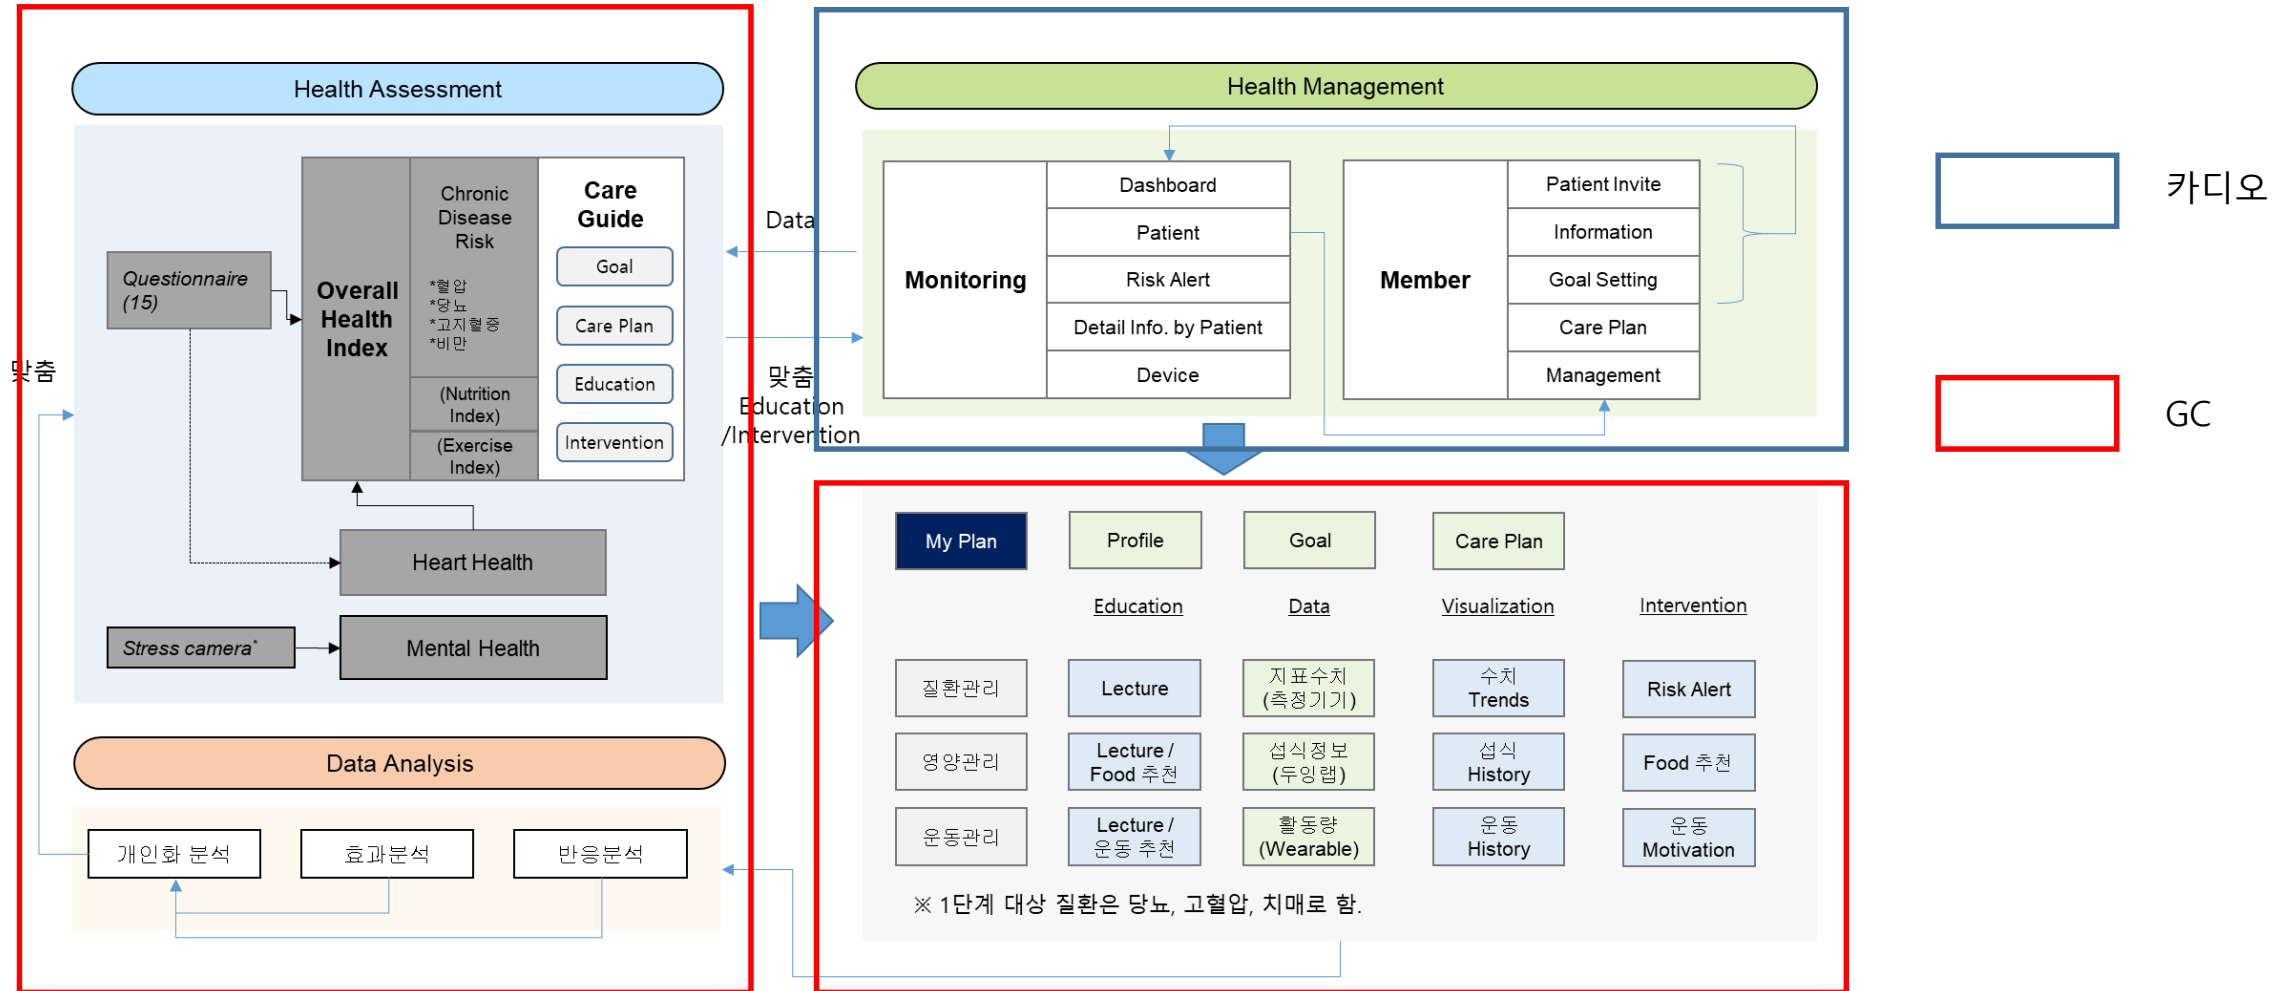 Health Assessment
Questionnaire
(15)
Overall
Health
Index
Chronic
Disease
Risk
*혈압
*당뇨
*고지혈증
*비만
(Nutrition
Index)
(Exercise
Index)
Care
Guide
Goal
Care Plan
Education
Intervention
Heart Health
Stress camera*
Mental Health
맞춤
Data Analysis
개인화 분석
효과분석
반응분석
Data
맞춤
Education
/Intervention
Health Management
Monitoring
Dashboard
Patient
Risk Alert
Detail Info. by Patient
Device
Member
Patient Invite
Information
Goal Setting
Care Plan
Management
My Plan
Profile
Goal
Care Plan
Education
Data
Visualization
Intervention
질환관리
Lecture
지표수치
(측정기기)
수치
Trends
Risk Alert
영양관리
Lecture /
Food 추천
섭식정보
(두잉랩)
섭식
History
Food 추천
운동관리
Lecture /
운동 추천
활동량
(Wearable)
운동
History
운동
Motivation
※ 1단계 대상 질환은 당뇨, 고혈압, 치매로 함.
카디오
GC